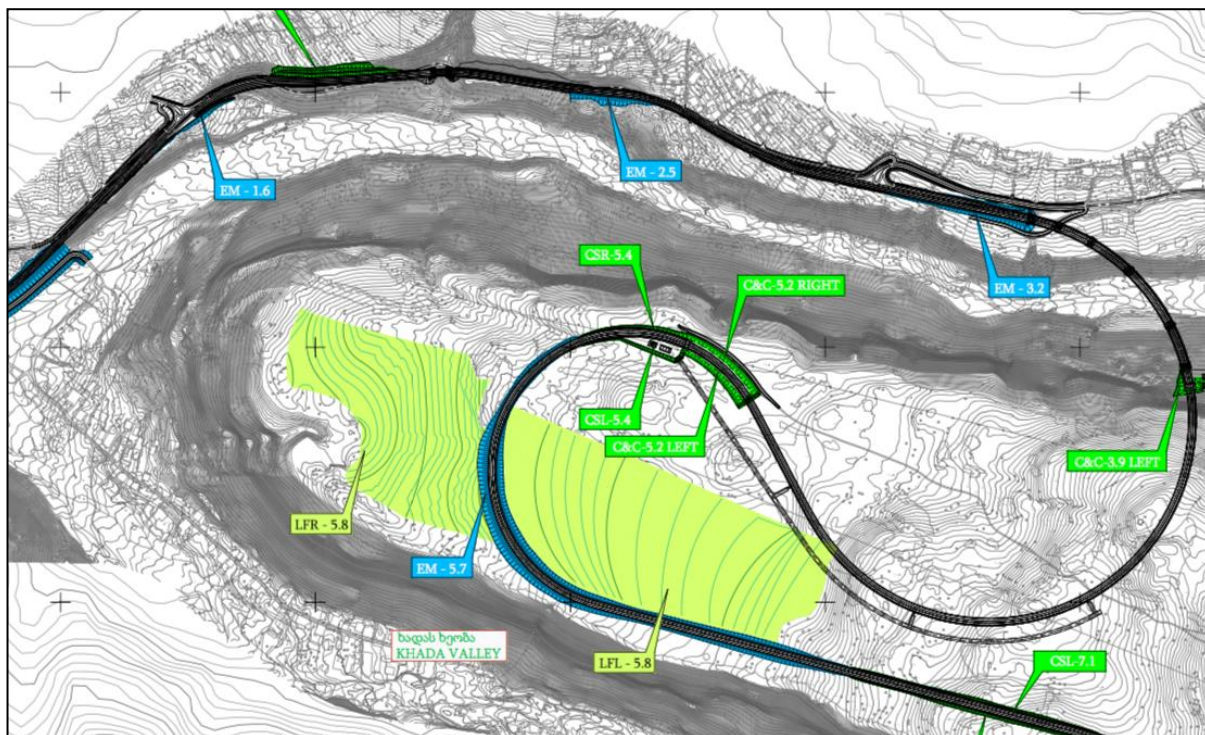 EM - 1.6
EM - 2.5
EM - 3.2
CSR-5.4
C&C-5.2 RIGHT
CSL-5.4
C&C-5.2 LEFT
C&C-3.9 LEFT
LFR - 5.8
EM - 5.7
ხადას ხეობა
KHADA VALLEY
LFL - 5.8
CSL-7.1